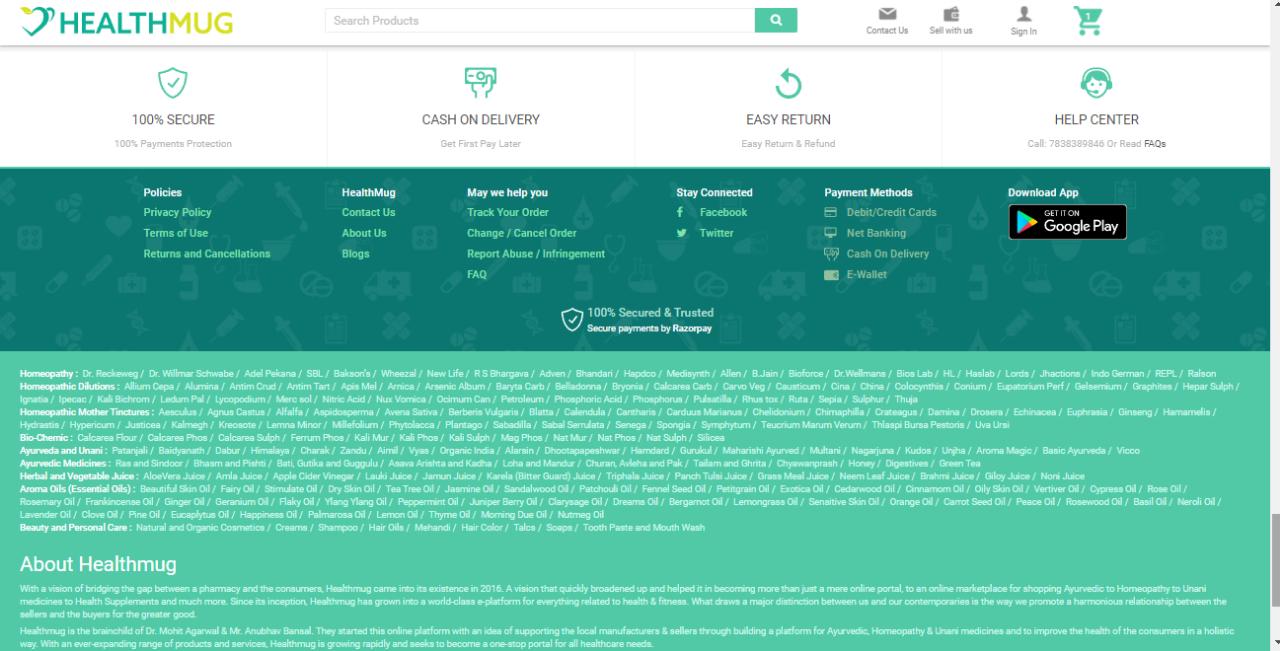 HEALTHMUG
Search Products
Contact Us
Sell with us
Sign In
1
100% SECURE
100% Payments Protection
CASH ON DELIVERY
Get First Pay Later
EASY RETURN
Easy Return & Refund
HELP CENTER
Call: 7838389846 Or Read FAQs
Policies
Privacy Policy
Terms of Use
Returns and Cancellations
HealthMug
Contact Us
About Us
Blogs
May we help you
Track Your Order
Change / Cancel Order
Report Abuse / Infringement
FAQ
Stay Connected
Facebook
Twitter
Payment Methods
Debit/Credit Cards
Net Banking
Cash On Delivery
E-Wallet
Download App
GET IT ON
Google Play
100% Secured & Trusted
Secure payments by Razorpay
Homeopathy : Dr. Reckeweg / Dr. Willmar Schwabe / Adel Pekana / SBL / Bakson's / Wheezal / New Life / R S Bhargava / Adven / Bhandari / Hapdco / Medisynth / Allen / B.Jain / Bioforce / Dr.Wellmans / Bios Lab / HL / Haslab / Lords / Jhactions / Indo German / REPL / Ralson
Homeopathic Dilutions : Allium Cepa / Alumina / Antim Crud / Antim Tart / Apis Mel / Arnica / Arsenic Album / Baryta Carb / Belladonna / Bryonia / Calcarea Carb / Carvo Veg / Causticum / Cina / China / Colocynthis / Conium / Eupatorium Perf / Gelsemium / Graphites / Hepar Sulph /
Ignatia / Ipecac / Kali Bichrom / Ledum Pal / Lycopodium / Merc sol / Nitric Acid / Nux Vomica / Ocimum Can / Petroleum / Phosphoric Acid / Phosphorus / Pulsatilla / Rhus tox / Ruta / Sepia / Sulphur / Thuja
Homeopathic Mother Tinctures : Aesculus / Agnus Castus / Alfalfa / Aspidosperma / Avena Sativa / Berberis Vulgaris / Blatta / Calendula / Cantharis / Carduus Marianus / Chelidonium / Chimaphilla / Crataegus / Damina / Drosera / Echinacea / Euphrasia / Ginseng / Hamamelis /
Hydrastis / Hypericum / Justicea / Kalmegh / Kreosote / Lemna Minor / Millefolium / Phytolacca / Plantago / Sabadilla / Sabal Serrulata / Senega / Spongia / Symphytum / Teucrium Marum Verum / Thlaspi Bursa Pestoris / Uva Ursi
Bio-Chemic : Calcarea Flour / Calcarea Phos / Calcarea Sulph / Ferrum Phos / Kali Mur / Kali Phos / Kali Sulph / Mag Phos / Nat Mur / Nat Phos / Nat Sulph / Silicea
Ayurveda and Unani : Patanjali / Baidyanath / Dabur / Himalaya / Charak / Zandu / Aimil / Vyas / Organic India / Alarsin / Dhootapapeshwar / Hamdard / Gurukul / Maharishi Ayurved / Multani / Nagarjuna / Kudos / Unjha / Aroma Magic / Basic Ayurveda / Vicco
Ayurvedic Medicines : Ras and Sindoor / Bhasm and Pishti / Bati, Gutika and Guggulu / Asava Arishta and Kadha / Loha and Mandur / Churan, Avleha and Pak / Tailam and Ghrita / Chyawanprash / Honey / Digestives / Green Tea
Herbal and Vegetable Juice : AloeVera Juice / Amla Juice / Apple Cider Vinegar / Lauki Juice / Jamun Juice / Karela (Bitter Guard) Juice / Triphala Juice / Panch Tulsi Juice / Grass Meal Juice / Neem Leaf Juice / Brahmi Juice / Giloy Juice / Noni Juice
Aroma Oils (Essential Oils) : Beautiful Skin Oil / Fairy Oil / Stimulate Oil / Dry Skin Oil / Tea Tree Oil / Jasmine Oil / Sandalwood Oil / Patchouli Oil / Fennel Seed Oil / Petitgrain Oil / Exotica Oil / Cedarwood Oil / Cinnamom Oil / Oily Skin Oil / Vertiver Oil / Cypress Oil / Rose Oil /
Rosemary Oil / Frankincense Oil / Ginger Oil / Geranium Oil / Flaky Oil / Ylang Ylang Oil / Peppermint Oil / Juniper Berry Oil / Clarysage Oil / Dreams Oil / Bergamot Oil / Lemongrass Oil / Sensitive Skin Oil / Orange Oil / Carrot Seed Oil / Peace Oil / Rosewood Oil / Basil Oil / Neroli Oil /
Lavender Oil / Clove Oil / Pine Oil / Eucaplytus Oil / Happiness Oil / Palmarosa Oil / Lemon Oil / Thyme Oil / Morning Due Oil / Nutmeg Oil
Beauty and Personal Care : Natural and Organic Cosmetics / Creams / Shampoo / Hair Oils / Mehandi / Hair Color / Talcs / Soaps / Tooth Paste and Mouth Wash
About Healthmug
With a vision of bridging the gap between a pharmacy and the consumers, Healthmug came into its existence in 2016. A vision that quickly broadened up and helped it in becoming more than just a mere online portal, to an online marketplace for shopping Ayurvedic to Homeopathy to Unani
medicines to Health Supplements and much more. Since its inception, Healthmug has grown into a world-class e-platform for everything related to health & fitness. What draws a major distinction between us and our contemporaries is the way we promote a harmonious relationship between the
sellers and the buyers for the greater good.
Healthmug is the brainchild of Dr. Mohit Agarwal & Mr. Anubhav Bansal. They started this online platform with an idea of supporting the local manufacturers & sellers through building a platform for Ayurvedic, Homeopathy & Unani medicines and to improve the health of the consumers in a holistic
way. With an ever-expanding range of products and services, Healthmug is growing rapidly and seeks to become a one-stop portal for all healthcare needs.